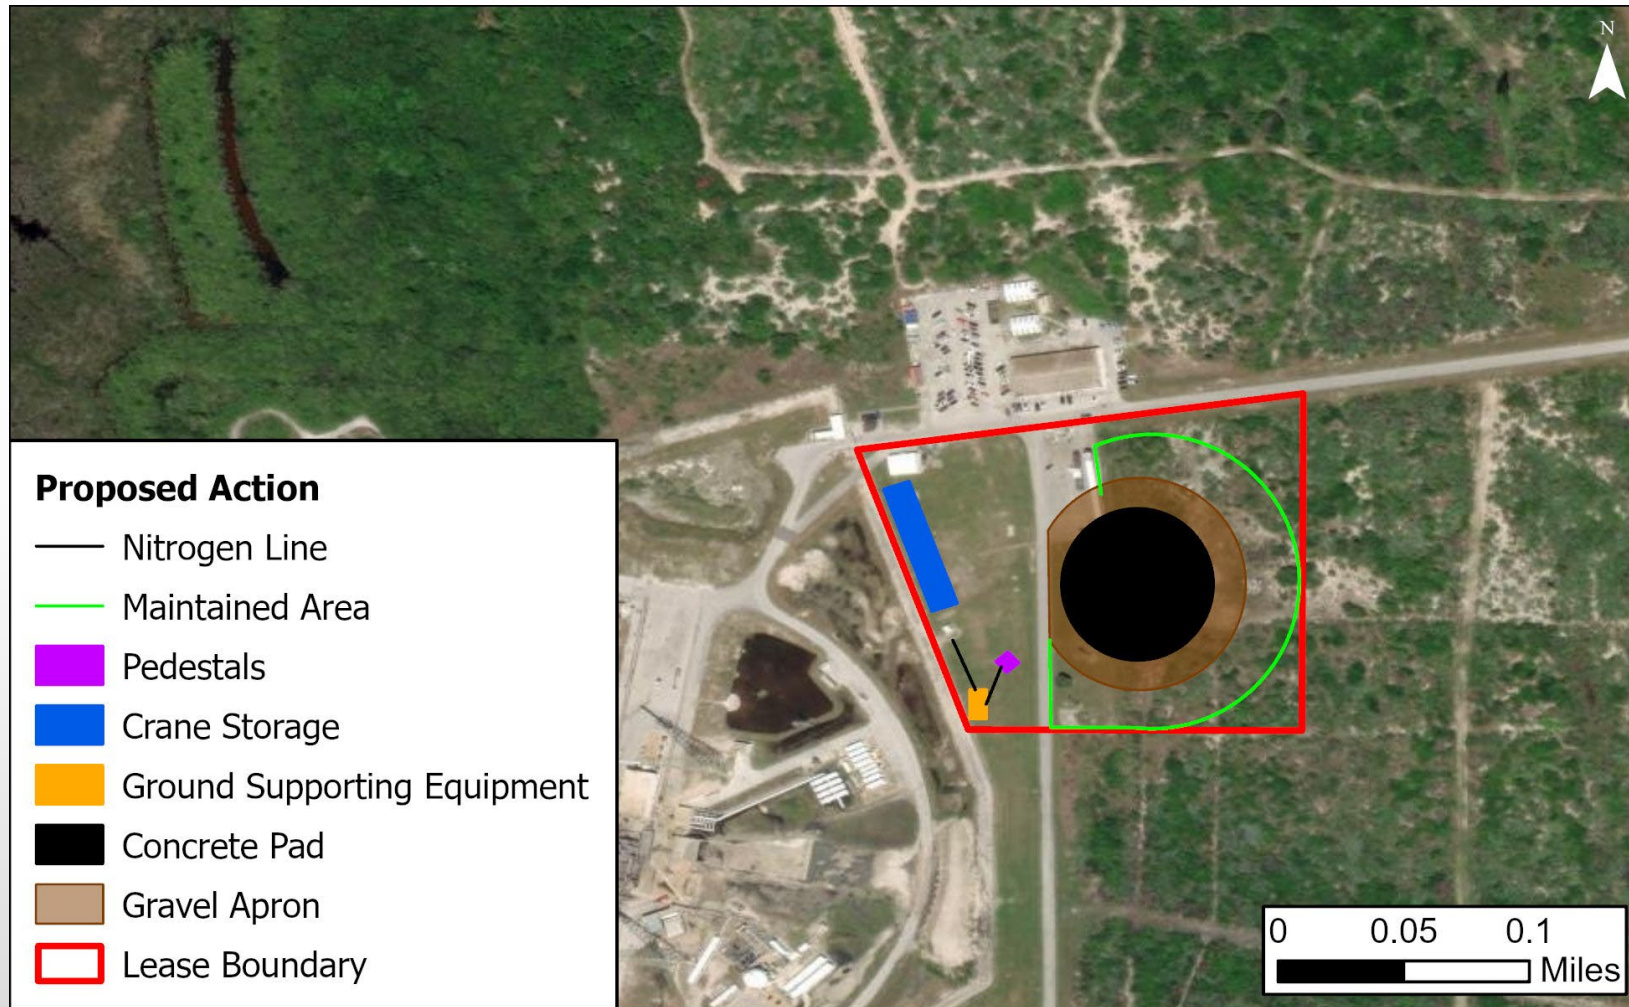 N
Proposed Action
Nitrogen Line
Maintained Area
Pedestals
Crane Storage
Ground Supporting Equipment
Concrete Pad
Gravel Apron
Lease Boundary
0 0.05 0.1
Miles